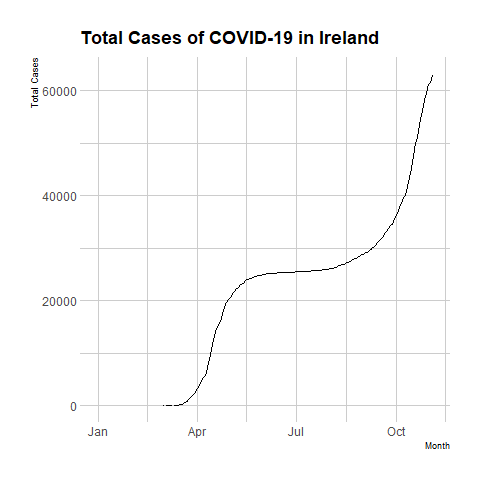 Total Cases of COVID-19 in Ireland
Total Cases
60000
40000
20000
0
Jan Apr Jul Oct
Month